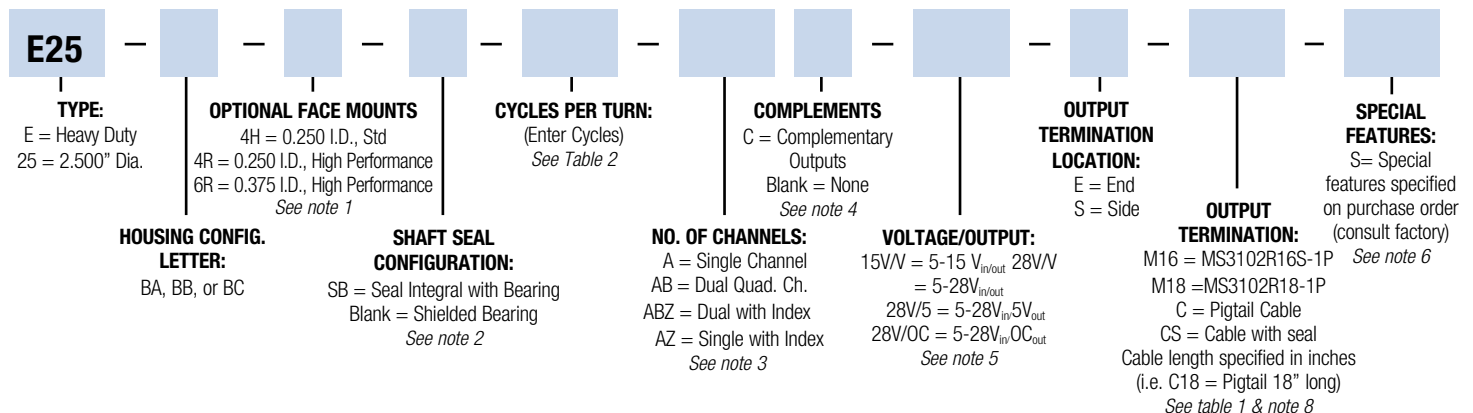 E25 – – – – – – – – –
TYPE:
E = Heavy Duty
25 = 2.500" Dia.
HOUSING CONFIG.
LETTER:
BA, BB, or BC
OPTIONAL FACE MOUNTS
4H = 0.250 I.D., Std
4R = 0.250 I.D., High Performance
6R = 0.375 I.D., High Performance
See note 1
SHAFT SEAL
CONFIGURATION:
SB = Seal Integral with Bearing
Blank = Shielded Bearing
See note 2
CYCLES PER TURN:
(Enter Cycles)
See Table 2
NO. OF CHANNELS:
A = Single Channel
AB = Dual Quad. Ch.
ABZ = Dual with Index
AZ = Single with Index
See note 3
COMPLEMENTS
C = Complementary
Outputs
Blank = None
See note 4
VOLTAGE/OUTPUT:
15V/V = 5-15 Vin/out 28V/V
= 5-28Vin/out
28V/5 = 5-28Vin/5Vout
28V/OC = 5-28Vin/OCout
See note 5
OUTPUT
TERMINATION
LOCATION:
E = End
S = Side
OUTPUT
TERMINATION:
M16 = MS3102R16S-1P
M18 =MS3102R18-1P
C = Pigtail Cable
CS = Cable with seal
Cable length specified in inches
(i.e. C18 = Pigtail 18" long)
See table 1 & note 8
SPECIAL
FEATURES:
S= Special
features specified
on purchase order
(consult factory)
See note 6